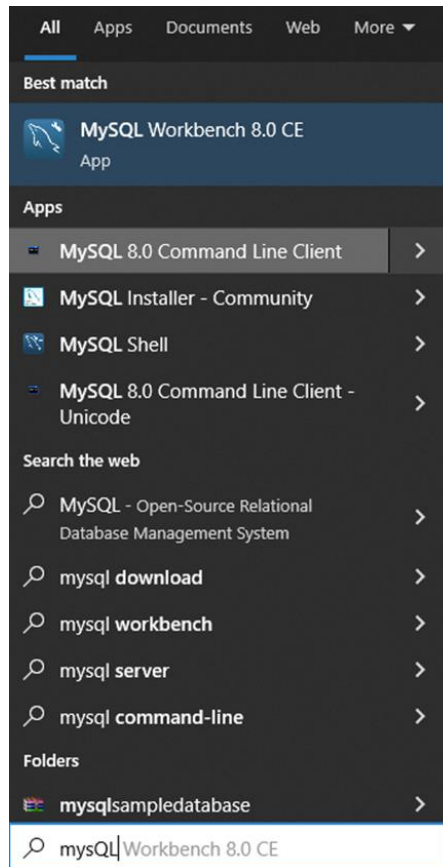 All Apps Documents Web More
Best match
MySQL Workbench 8.0 CE
App
Apps
MySQL 8.0 Command Line Client
MySQL Installer - Community
MySQL Shell
MySQL 8.0 Command Line Client -
Unicode
Search the web
MySQL - Open-Source Relational
Database Management System
mysql download
mysql workbench
mysql server
mysql command-line
Folders
mysqlsampledatabase
mysQL Workbench 8.0 CE